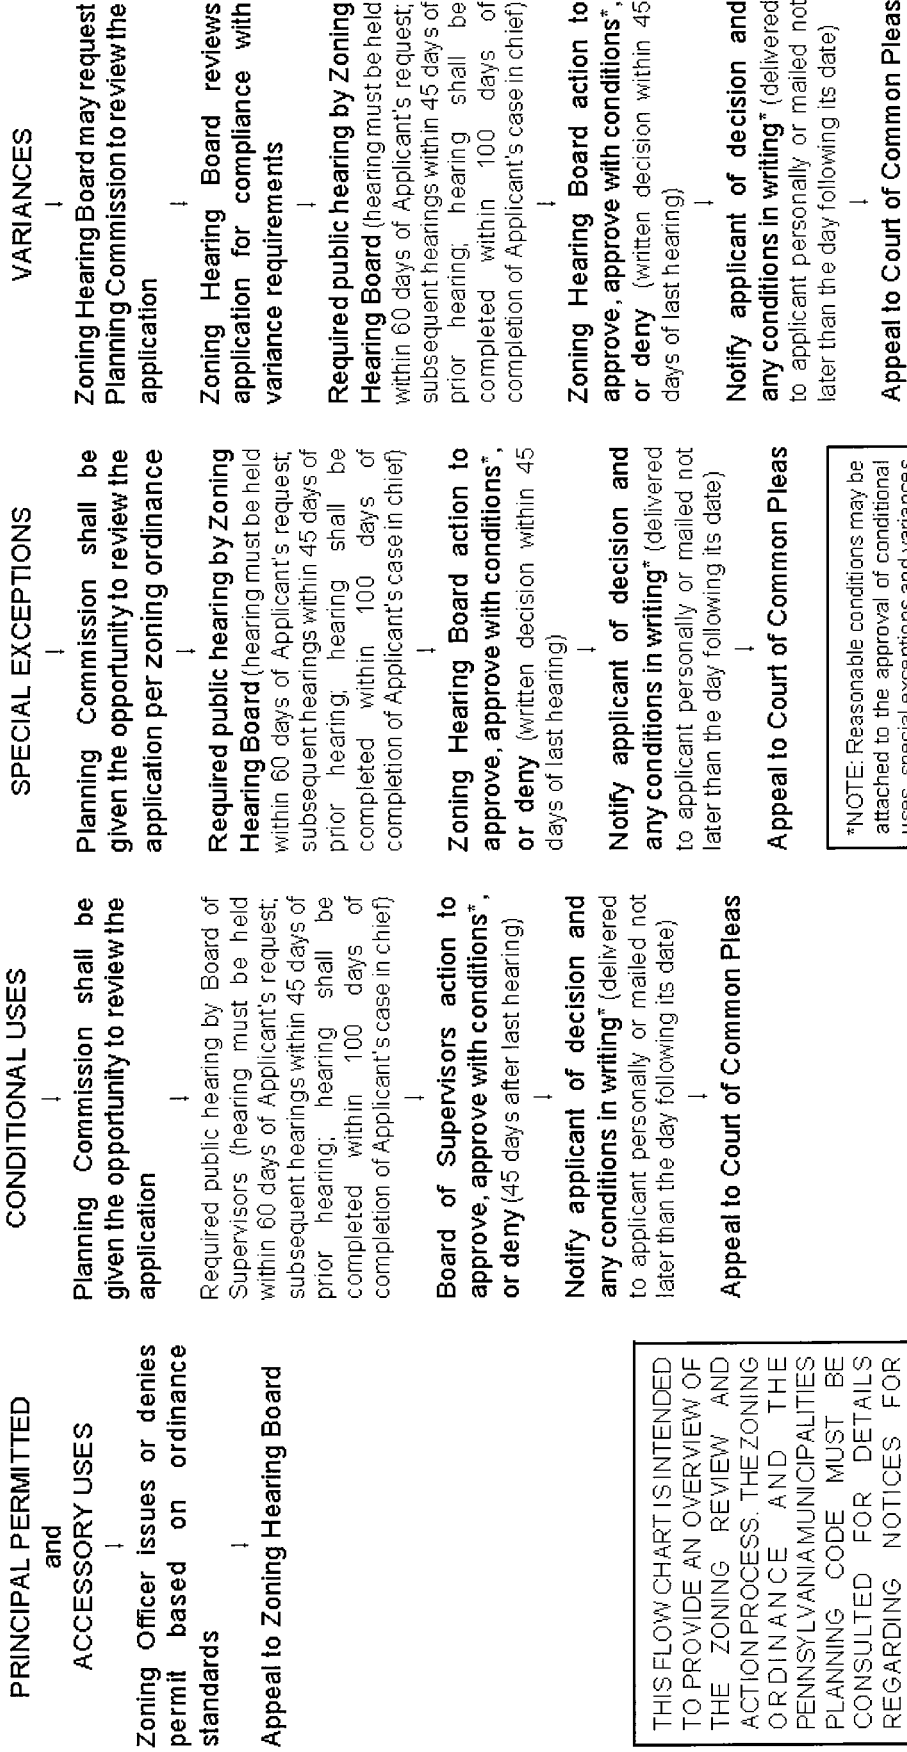 PRINCIPAL PERMITTED
and
ACCESSORY USES
↓
Zoning Officer issues or denies
permit based on ordinance
standards
↓
Appeal to Zoning Hearing Board
THIS FLOW CHART IS INTENDED
TO PROVIDE AN OVERVIEW OF
THE ZONING REVIEW AND
ACTION PROCESS. THE ZONING
ORDINANCE AND THE
PENNSYLVANIA MUNICIPALITIES
PLANNING CODE MUST BE
CONSULTED FOR DETAILS
REGARDING NOTICES FOR
CONDITIONAL USES
↓
Planning Commission shall be
given the opportunity to review the
application
↓
Required public hearing by Board of
Supervisors (hearing must be held
within 60 days of Applicant's request;
subsequent hearings within 45 days of
prior hearing; hearing shall be
completed within 100 days of
completion of Applicant's case in chief)
↓
Board of Supervisors action to
approve, approve with conditions*,
or deny (45 days after last hearing)
↓
Notify applicant of decision and
any conditions in writing* (delivered
to applicant personally or mailed not
later than the day following its date)
↓
Appeal to Court of Common Pleas
SPECIAL EXCEPTIONS
↓
Planning Commission shall be
given the opportunity to review the
application per zoning ordinance
↓
Required public hearing by Zoning
Hearing Board (hearing must be held
within 60 days of Applicant's request;
subsequent hearings within 45 days of
prior hearing; hearing shall be
completed within 100 days of
completion of Applicant's case in chief)
↓
Zoning Hearing Board action to
approve, approve with conditions*,
or deny (written decision within 45
days of last hearing)
↓
Notify applicant of decision and
any conditions in writing* (delivered
to applicant personally or mailed not
later than the day following its date)
↓
Appeal to Court of Common Pleas
*NOTE: Reasonable conditions may be
attached to the approval of conditional
uses, special exceptions and variances
VARIANCES
↓
Zoning Hearing Board may request
Planning Commission to review the
application
↓
Zoning Hearing Board reviews
application for compliance with
variance requirements
↓
Required public hearing by Zoning
Hearing Board (hearing must be held
within 60 days of Applicant's request;
subsequent hearings within 45 days of
prior hearing; hearing shall be
completed within 100 days of
completion of Applicant's case in chief)
↓
Zoning Hearing Board action to
approve, approve with conditions*,
or deny (written decision within 45
days of last hearing)
↓
Notify applicant of decision and
any conditions in writing* (delivered
to applicant personally or mailed not
later than the day following its date)
↓
Appeal to Court of Common Pleas